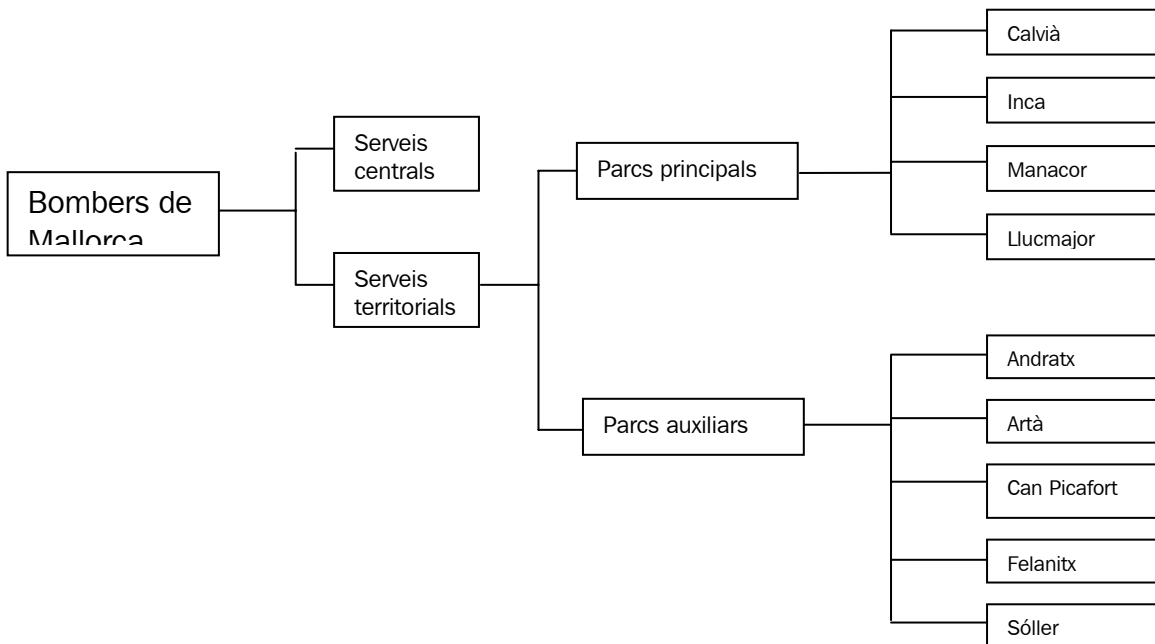 Bombers de
Mallorca
Serveis
centrals
Serveis
territorials
Parcs principals
Parcs auxiliars
Calvià
Inca
Manacor
Llucmajor
Andratx
Artà
Can Picafort
Felanitx
Sóller